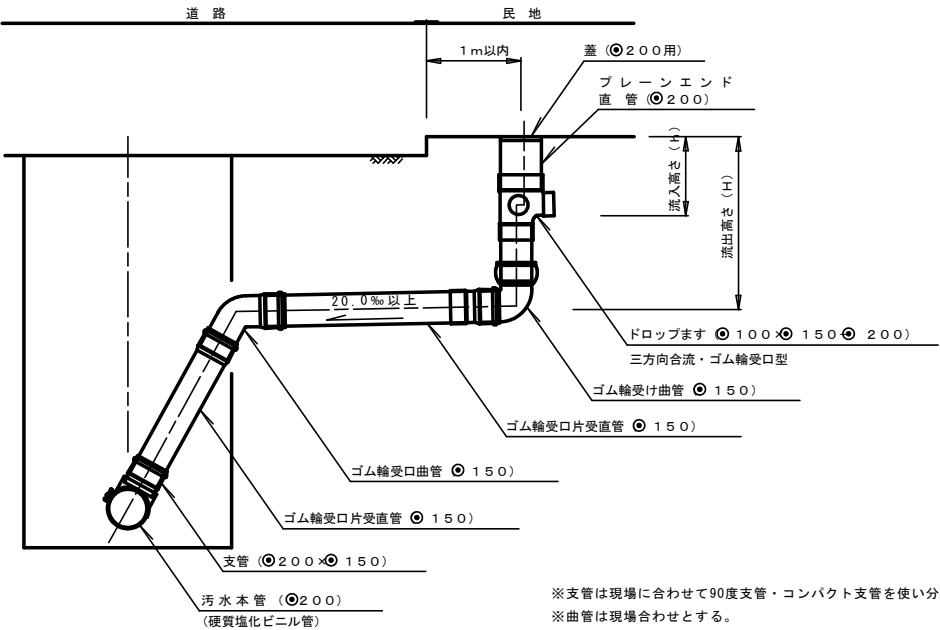 道 路
民 地
1m以内
蓋（◉200用）
プレーンエンド
直 管（◉200）
流入高さ（h）
流出高さ（H）
20.0‰以上
ドロップます（◉ 100×◉ 150−◉ 200）
三方向合流・ゴム輪受口型
ゴム輪受け曲管（◉ 150）
ゴム輪受口片受直管（◉ 150）
ゴム輪受口曲管（◉ 150）
ゴム輪受口片受直管（◉ 150）
支管（◉200×◉ 150）
汚水本管（◉200）
(硬質塩化ビニル管)
※支管は現場に合わせて90度支管・コンパクト支管を使い分
※曲管は現場合わせとする。